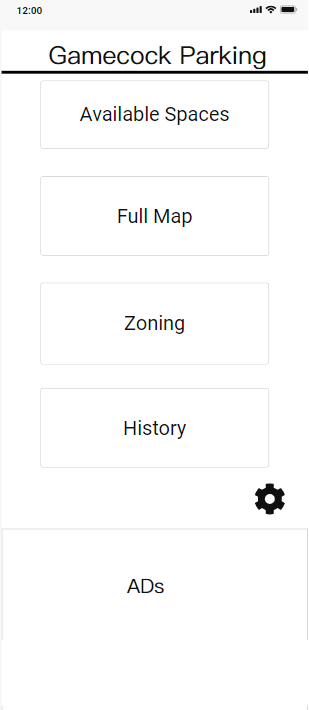 12:00
Gamecock Parking
Available Spaces
Full Map
Zoning
History
ADs